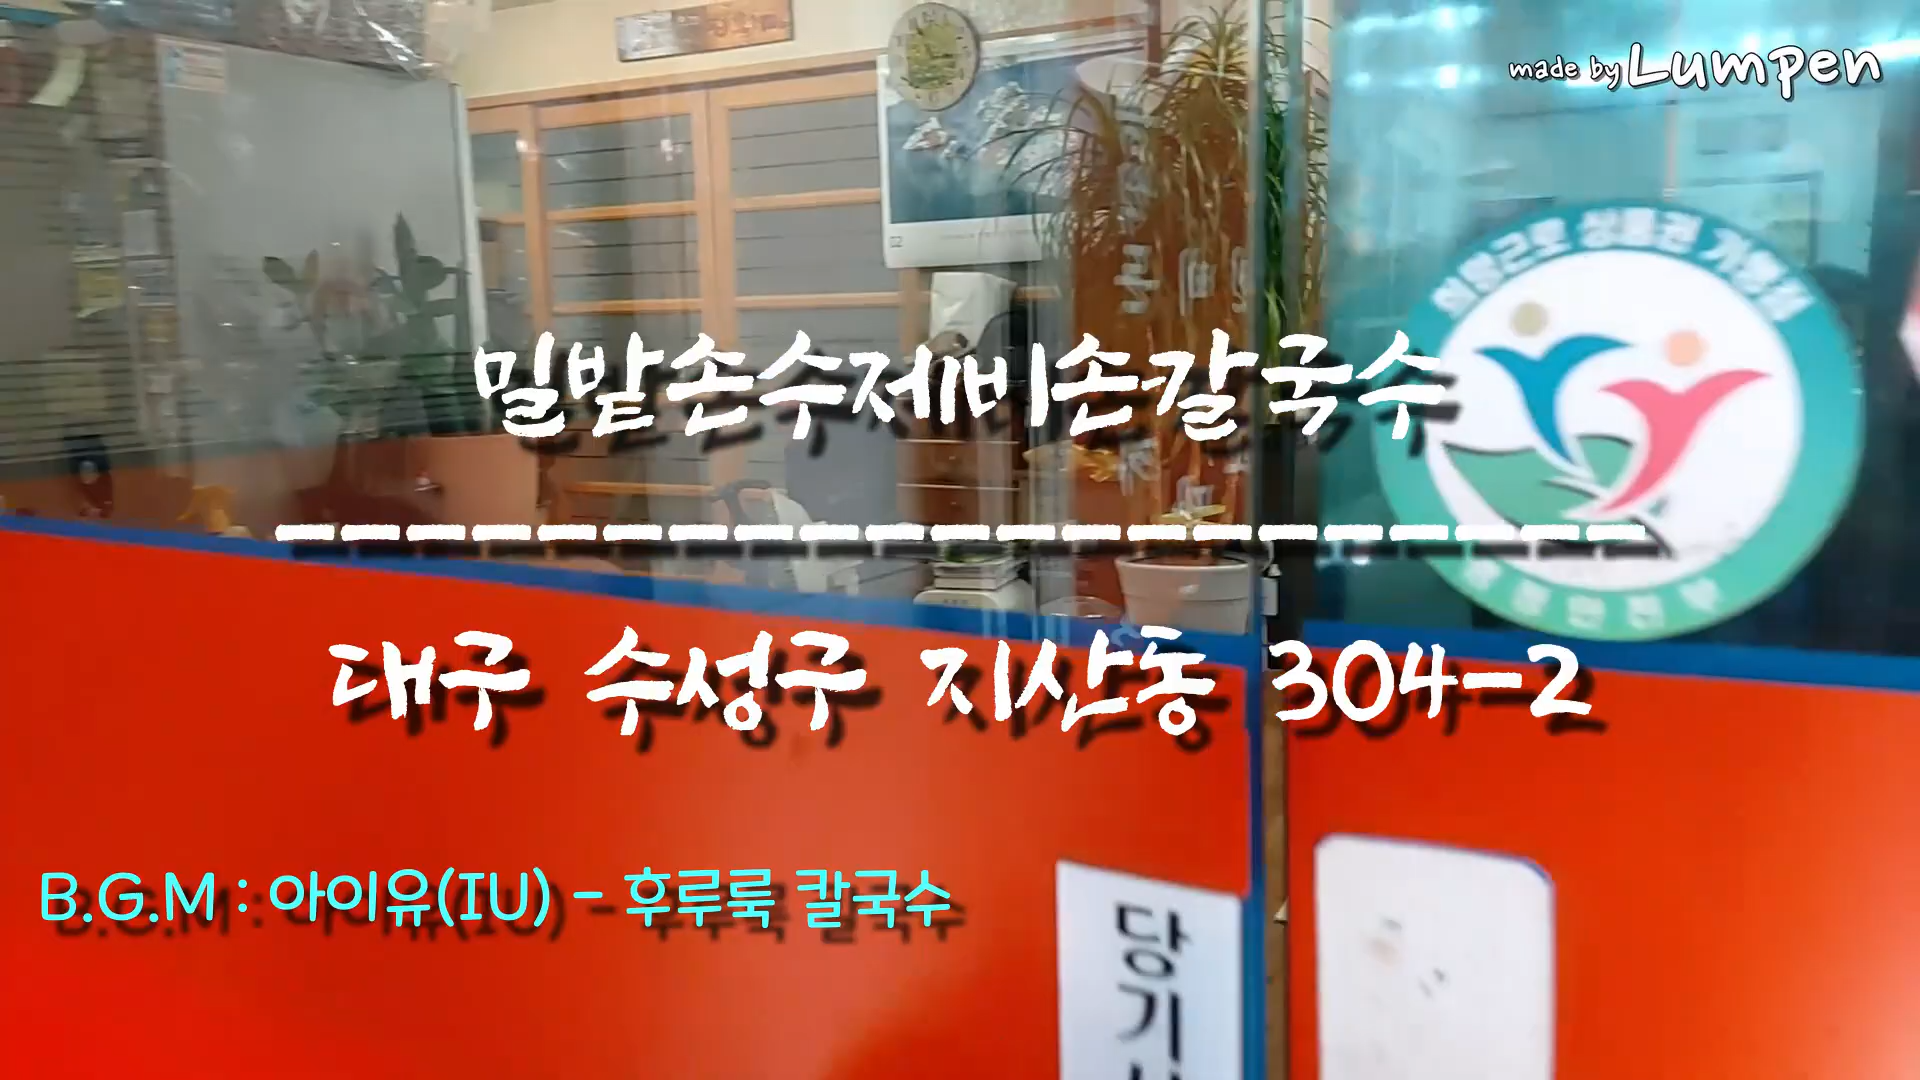 made by Lumpen
밀밭손수제비손칼국수
---------------------
대구 수성구 지산동 304-2
B.G.M : 아이유(IU) - 후루룩 칼국수
당기